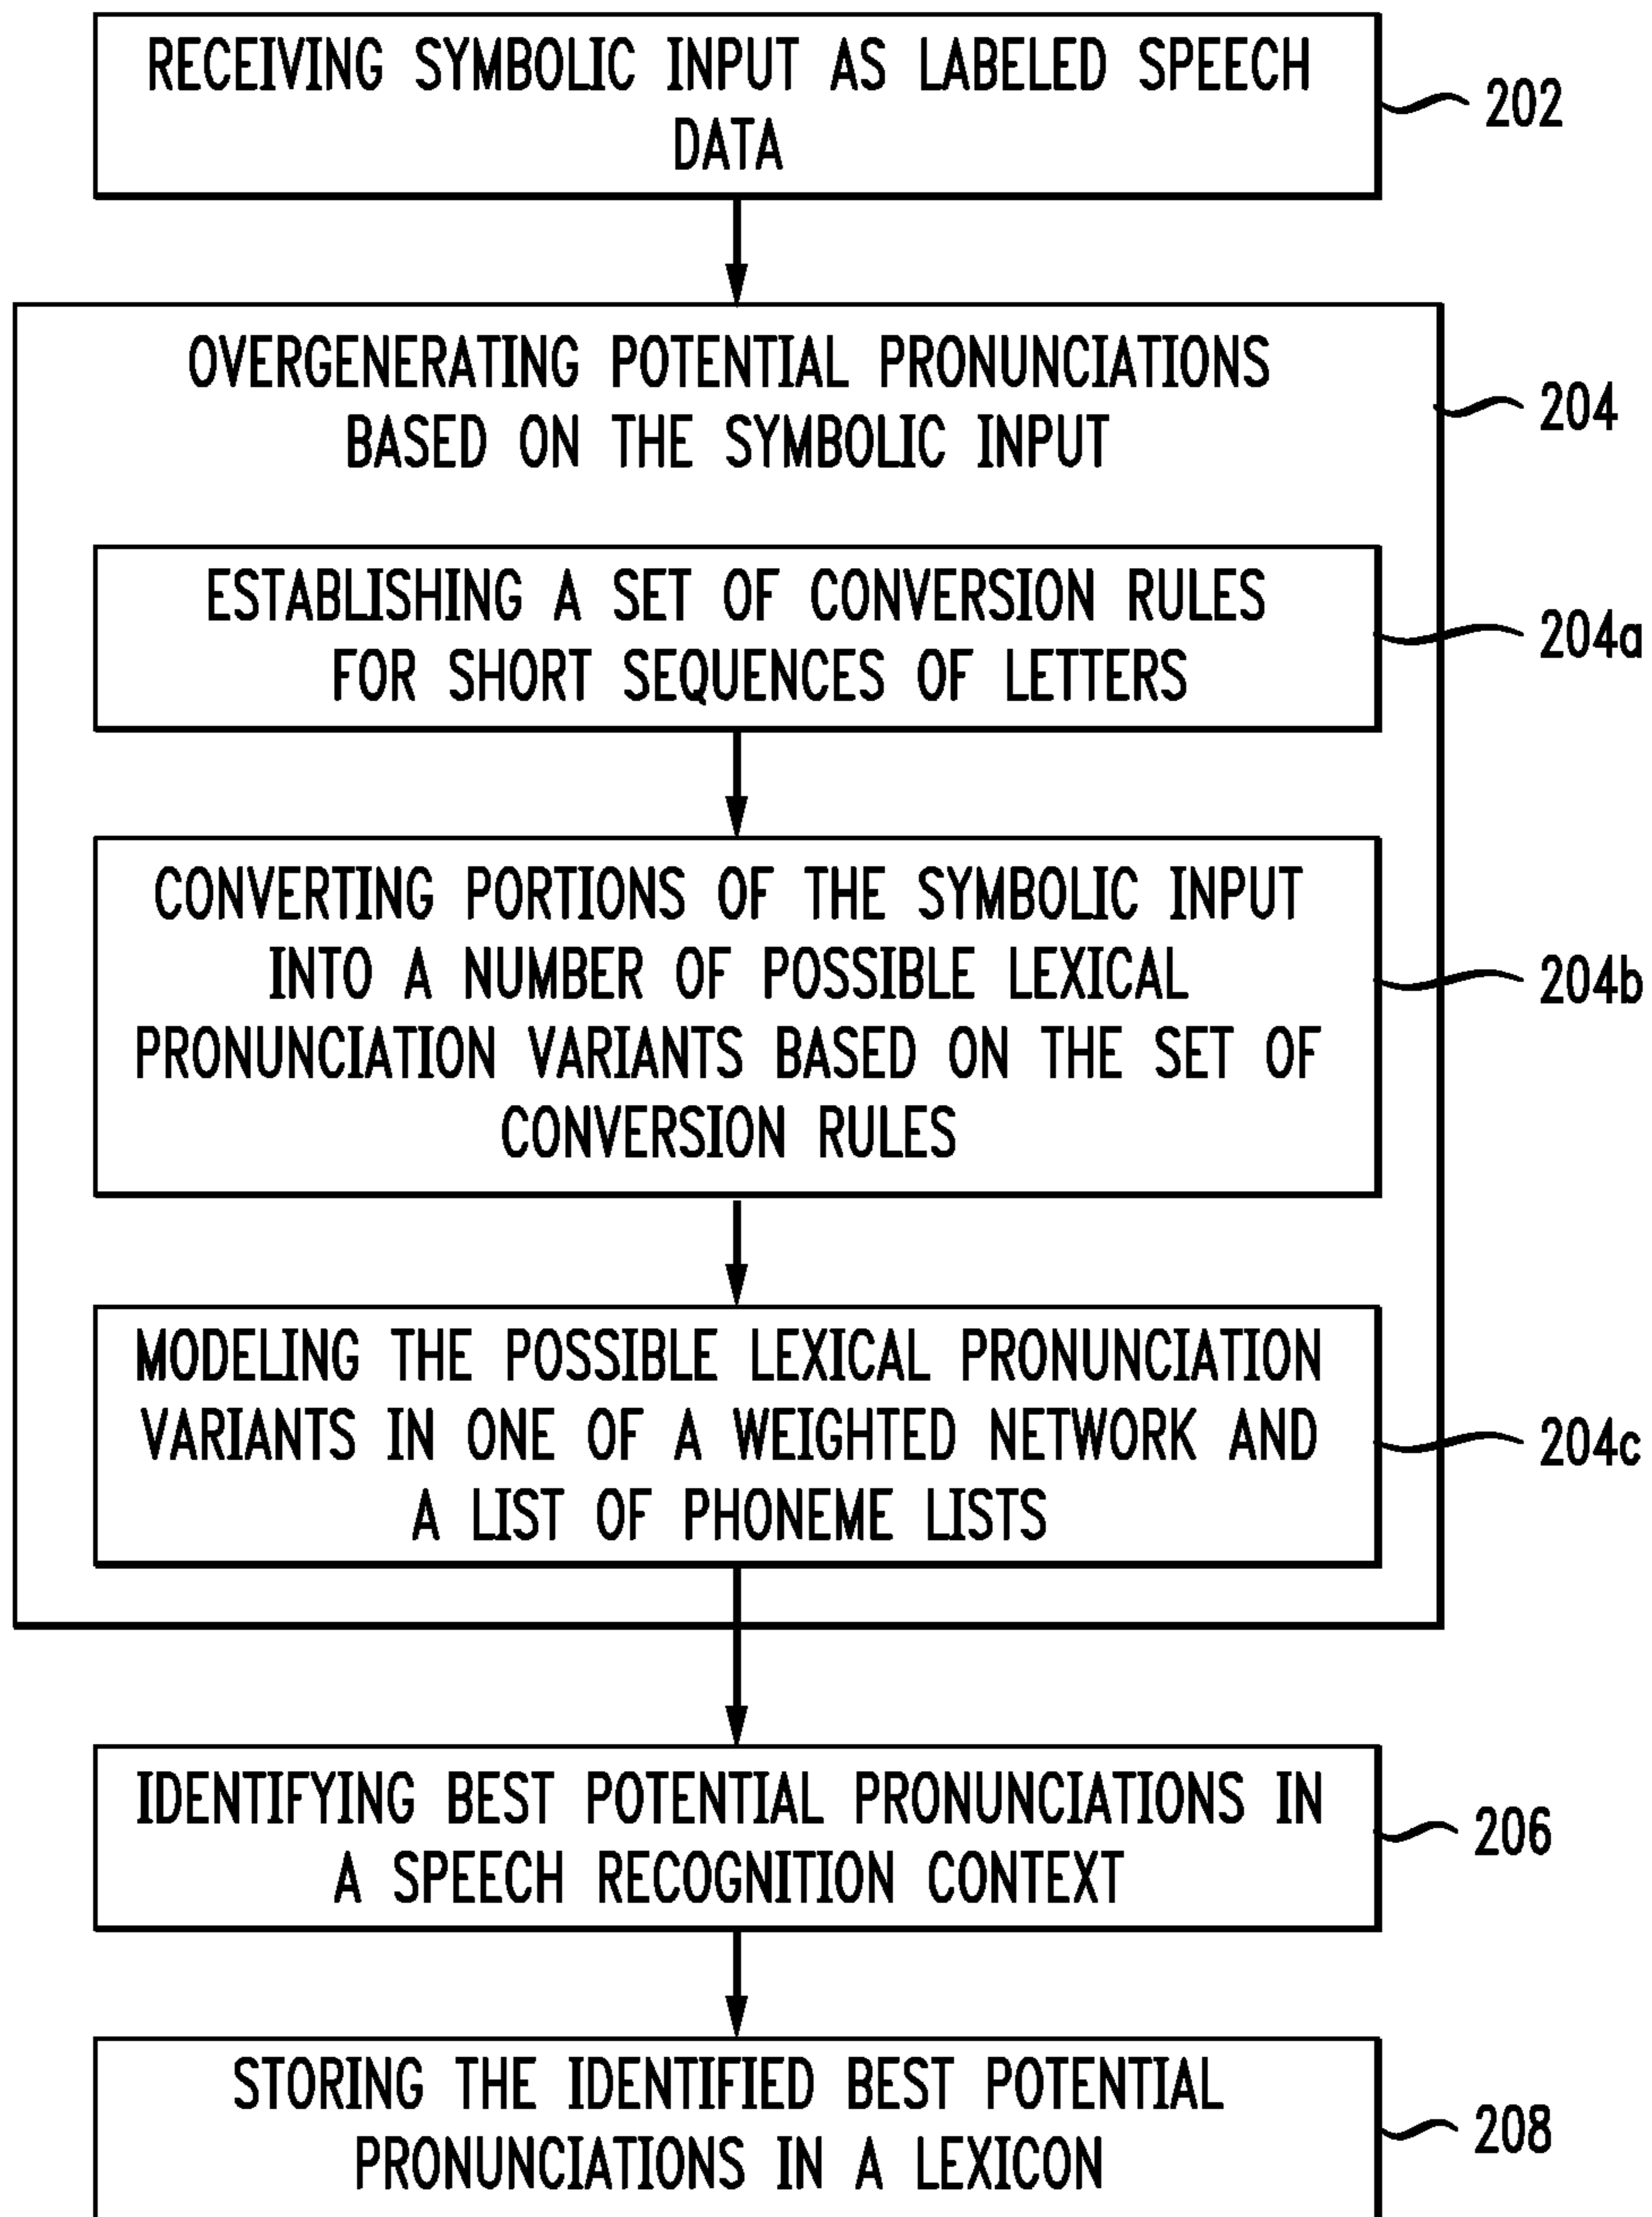 RECEIVING SYMBOLIC INPUT AS LABELED SPEECH
DATA
202
OVERGENERATING POTENTIAL PRONUNCIATIONS
BASED ON THE SYMBOLIC INPUT
204
ESTABLISHING A SET OF CONVERSION RULES
FOR SHORT SEQUENCES OF LETTERS
204a
CONVERTING PORTIONS OF THE SYMBOLIC INPUT
INTO A NUMBER OF POSSIBLE LEXICAL
PRONUNCIATION VARIANTS BASED ON THE SET OF
CONVERSION RULES
204b
MODELING THE POSSIBLE LEXICAL PRONUNCIATION
VARIANTS IN ONE OF A WEIGHTED NETWORK AND
A LIST OF PHONEME LISTS
204c
IDENTIFYING BEST POTENTIAL PRONUNCIATIONS IN
A SPEECH RECOGNITION CONTEXT
206
STORING THE IDENTIFIED BEST POTENTIAL
PRONUNCIATIONS IN A LEXICON
208